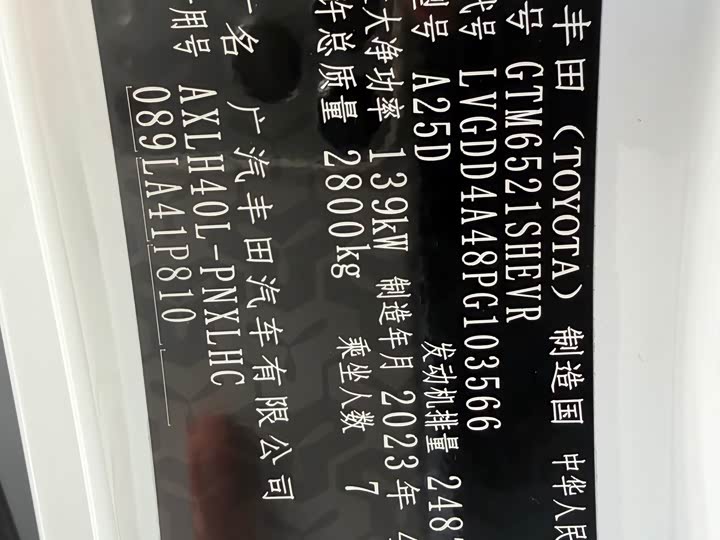 丰田 (TOYOTA) 制造国 中华人民
号 GTM6521SHEVR
代号 LVGDD4A48PG103566
型号 A25D 发动机排量 2487
大净功率 139kW 制造年月 2023年
许总质量 2800kg 乘坐人数 7
名 广汽丰田汽车有限公司
用号 AXLH40L-PNXLHC
089LA41P810